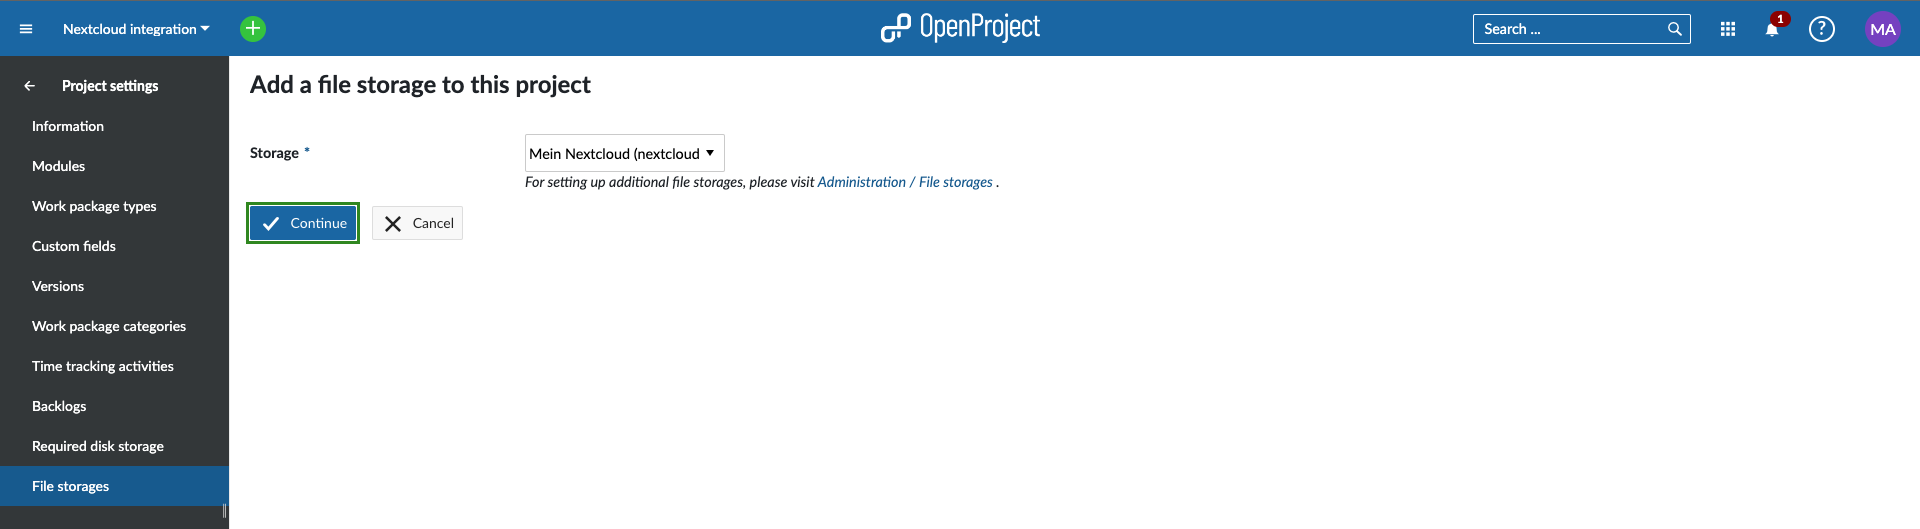 Nextcloud integration
OpenProject
Search ...
1
?
MA
Project settings
Information
Modules
Work package types
Custom fields
Versions
Work package categories
Time tracking activities
Backlogs
Required disk storage
File storages
Add a file storage to this project
Storage *
Mein Nextcloud (nextcloud
For setting up additional file storages, please visit Administration / File storages .
Continue
Cancel